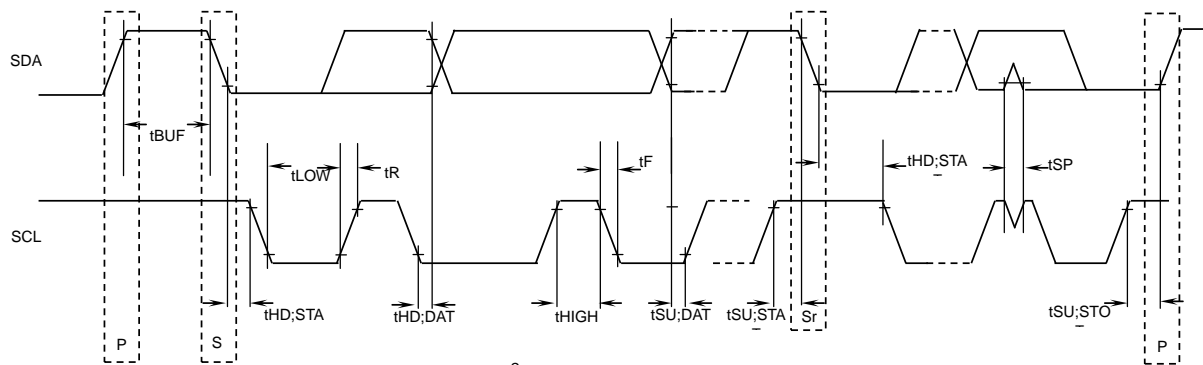 SDA
tBUF
tLOW
tR
tF
tHD;STA
tSP
SCL
tHD;STA
tHD;DAT
tHIGH
tSU;DAT
tSU;STA
Sr
tSU;STO
P
S
P